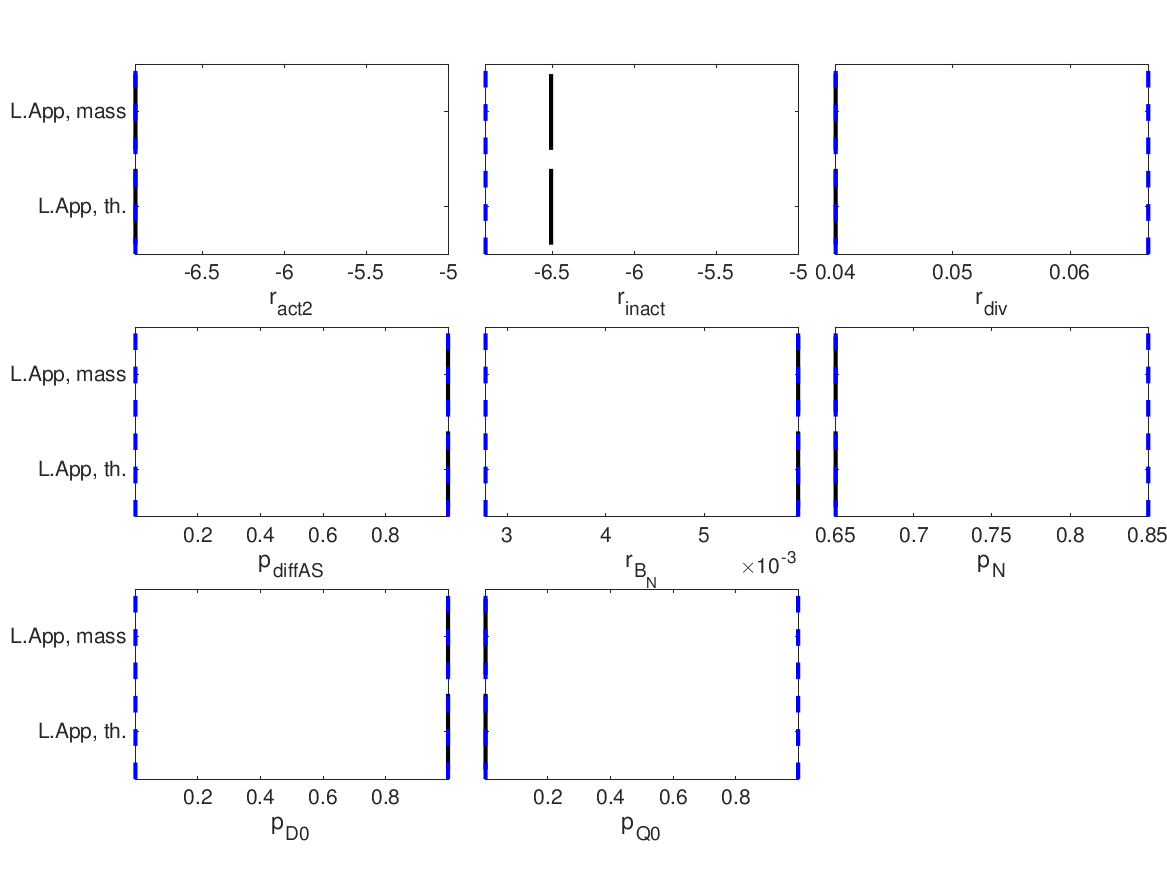 L.App, mass
L.App, th.
-6.5 -6 -5.5 -5
r_act2
-6.5 -6 -5.5 -5
r_inact
0.04 0.05 0.06
r_div
L.App, mass
L.App, th.
0.2 0.4 0.6 0.8
p_diffAS
3 4 5
×10^-3
r_B_N
0.65 0.7 0.75 0.8 0.85
p_N
L.App, mass
L.App, th.
0.2 0.4 0.6 0.8
p_D0
0.2 0.4 0.6 0.8
p_Q0